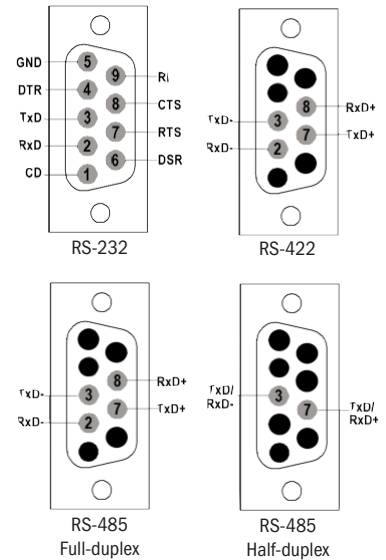 GND 5
9 RI
DTR 4
8 CTS
TxD 3
7 RTS
RxD 2
6 DSR
CD 1
RS-232
8 RxD+
TxD- 3
7 TxD+
RxD- 2
RS-422
8 RxD+
TxD- 3
7 TxD+
RxD- 2
RS-485
Full-duplex
TxD/
RxD- 3
7 TxD/
RxD+
RS-485
Half-duplex